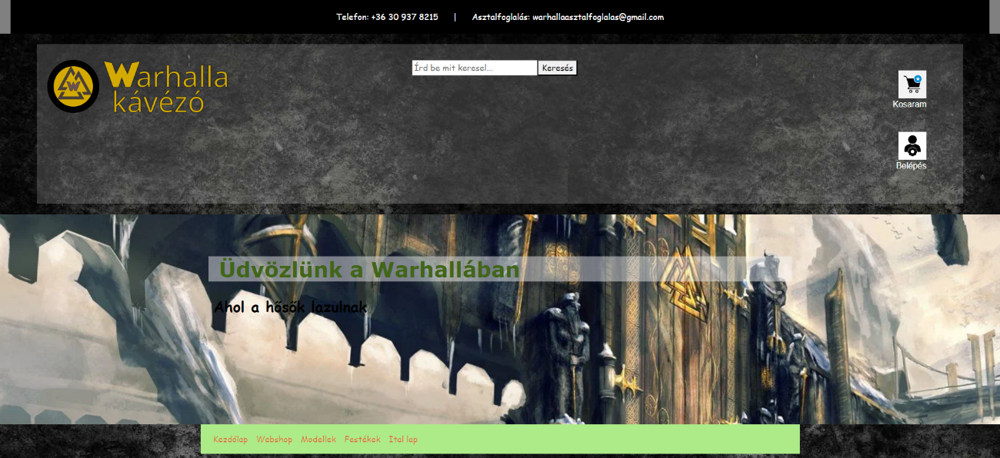 Telefon: +36 30 937 8215 | Asztalfoglalás: warhallaasztalfoglalas@gmail.com
Warhalla
kávézó
W
Írd be mit keresel... Keresés
Kosaram
Belépés
Üdvözlünk a Warhallában
Ahol a hősök lazulnak
Kezdőlap Webshop Modellek Festékek Ital lap